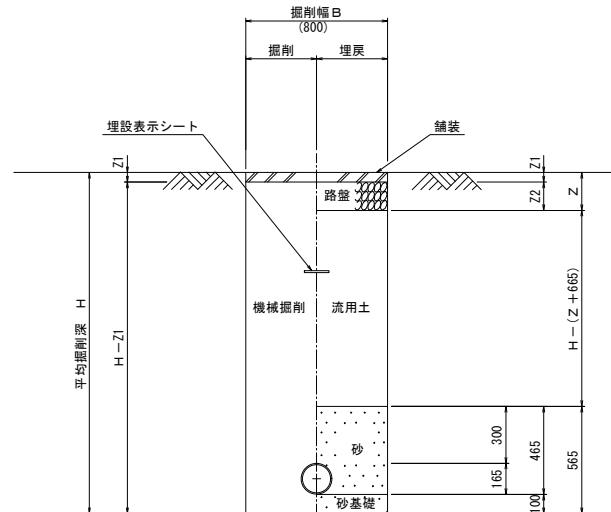 掘削幅B
(800)
掘削
埋戻
埋設表示シート
舗装
Z1
Z1
路盤
Z2
Z
平均掘削深 H
H－Z1
機械掘削
流用土
H－(Z＋665)
砂
300
465
565
165
砂基礎
100